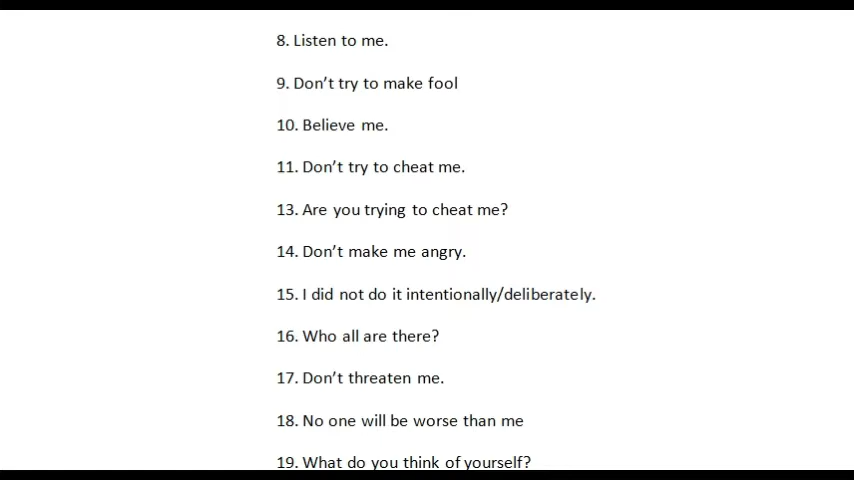 8. Listen to me.
9. Don't try to make fool
10. Believe me.
11. Don't try to cheat me.
13. Are you trying to cheat me?
14. Don't make me angry.
15. I did not do it intentionally/deliberately.
16. Who all are there?
17. Don't threaten me.
18. No one will be worse than me
19. What do you think of yourself?